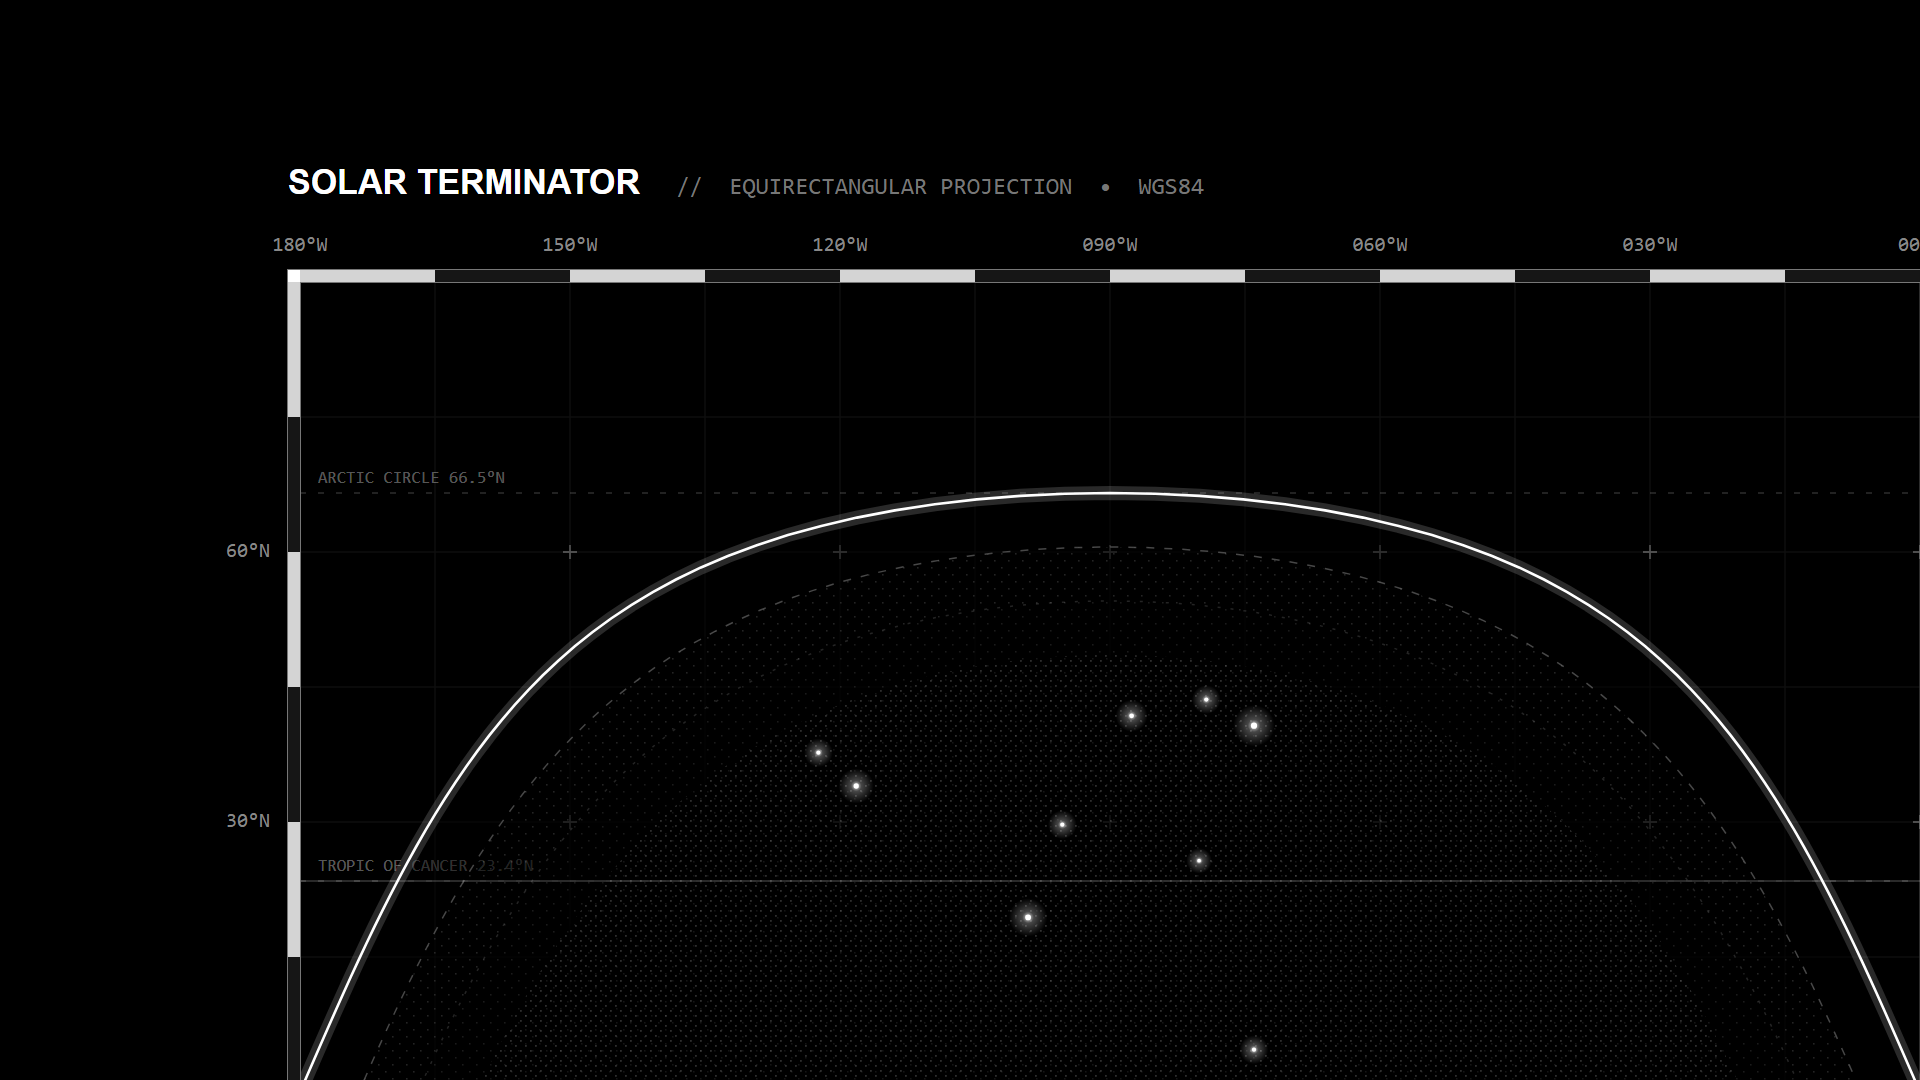 SOLAR TERMINATOR // EQUIRECTANGULAR PROJECTION • WGS84
180°W 150°W 120°W 090°W 060°W 030°W 00
ARCTIC CIRCLE 66.5°N
60°N
30°N
TROPIC OF CANCER 23.4°N